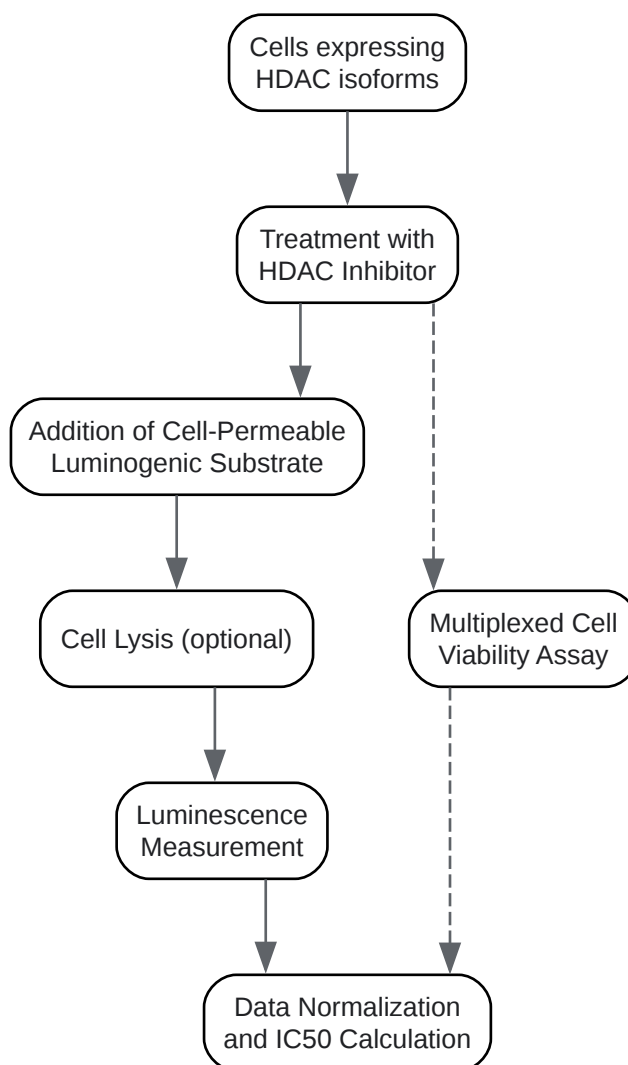 Cells expressing
HDAC isoforms
Treatment with
HDAC Inhibitor
Addition of Cell-Permeable
Luminogenic Substrate
Cell Lysis (optional)
Multiplexed Cell
Viability Assay
Luminescence
Measurement
Data Normalization
and IC50 Calculation